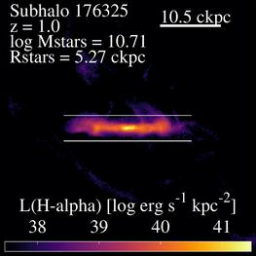 Subhalo 176325
10.5 ckpc
z = 1.0
log Mstars = 10.71
Rstars = 5.27 ckpc
L(H-alpha) [log erg s⁻¹ kpc⁻²]
38 39 40 41